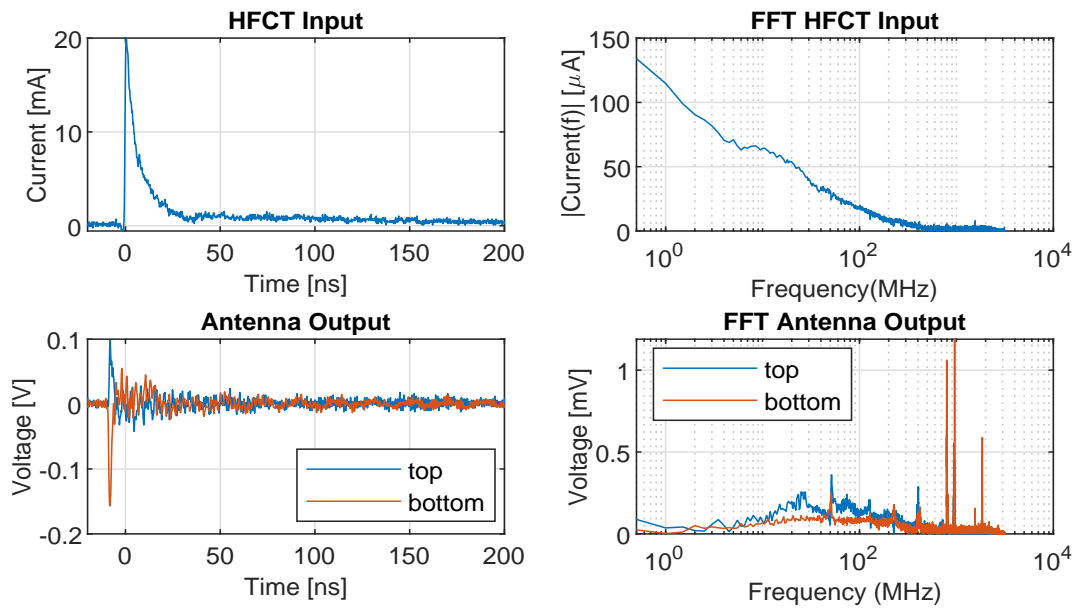 HFCT Input
20
10
0
Current [mA]
0
50
100
150
200
Time [ns]
FFT HFCT Input
150
100
50
0
|Current(f)| [μ A]
10^0
10^2
10^4
Frequency(MHz)
Antenna Output
0.1
0
-0.1
-0.2
Voltage [V]
top
bottom
0
50
100
150
200
Time [ns]
FFT Antenna Output
1
0.5
0
Voltage [mV]
top
bottom
10^0
10^2
10^4
Frequency (MHz)